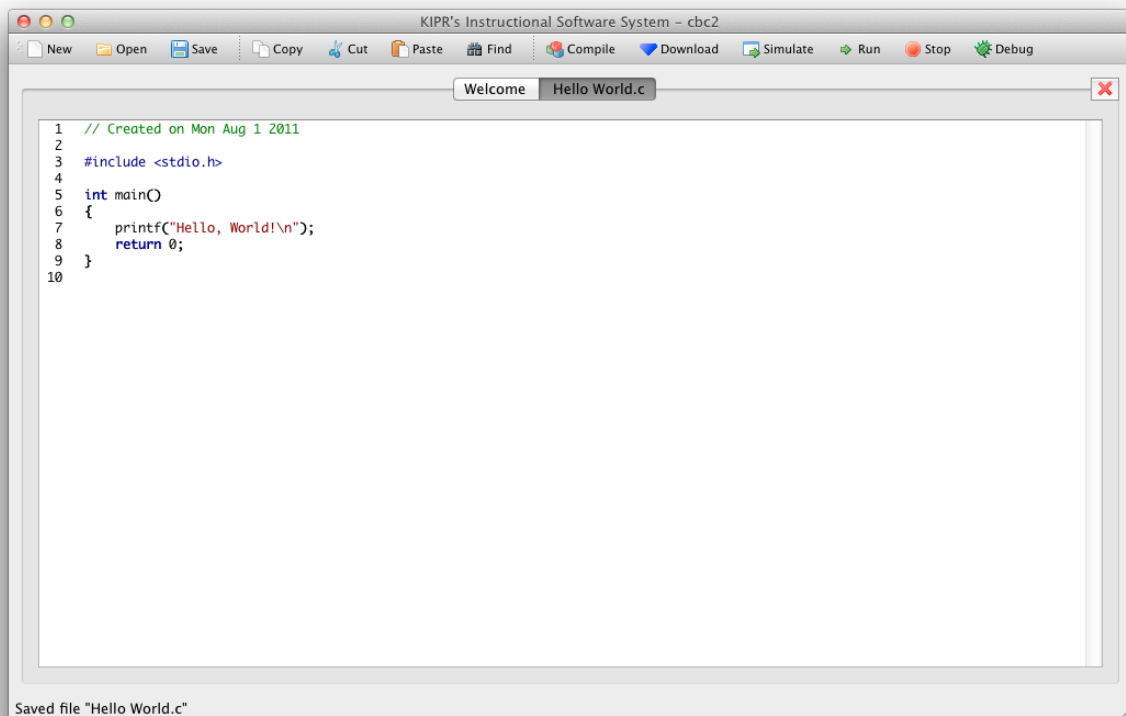 KIPR's Instructional Software System – cbc2
New Open Save Copy Cut Paste Find Compile Download Simulate Run Stop Debug
Welcome Hello World.c
1 // Created on Mon Aug 1 2011
2
3 #include <stdio.h>
4
5 int main()
6 {
7     printf("Hello, World!\n");
8     return 0;
9 }
10
Saved file "Hello World.c"